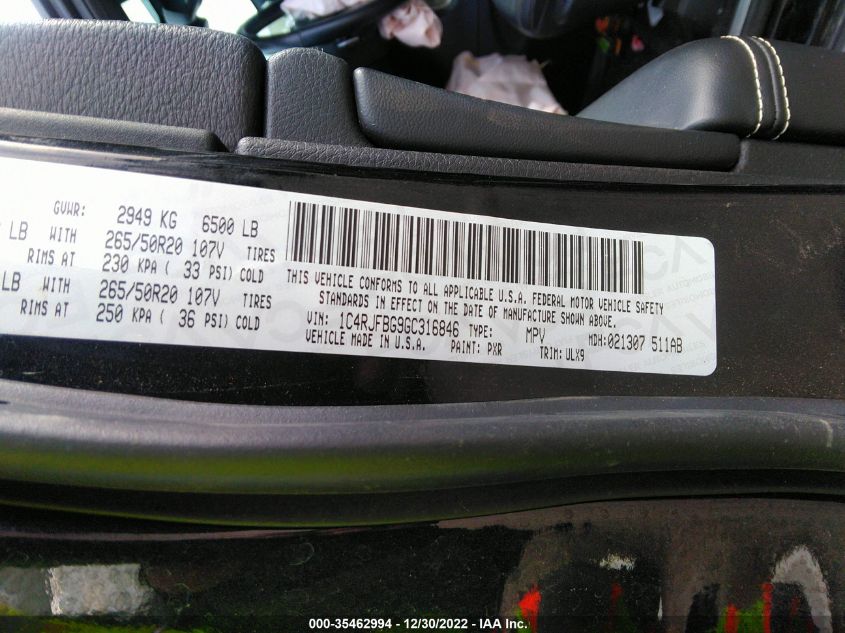 GVWR: 2949 KG 6500 LB
LB WITH 265/50R20 107V TIRES
RIMS AT 230 KPA ( 33 PSI) COLD
LB WITH 265/50R20 107V TIRES
RIMS AT 250 KPA ( 36 PSI) COLD
THIS VEHICLE CONFORMS TO ALL APPLICABLE U.S.A. FEDERAL MOTOR VEHICLE SAFETY
STANDARDS IN EFFECT ON THE DATE OF MANUFACTURE SHOWN ABOVE.
VIN: 1C4RJFBG9GC316846 TYPE: MPV MDH:021307 511AB
VEHICLE MADE IN U.S.A. PAINT: PXR TRIM: ULX9
000-35462994 - 12/30/2022 - IAA Inc.